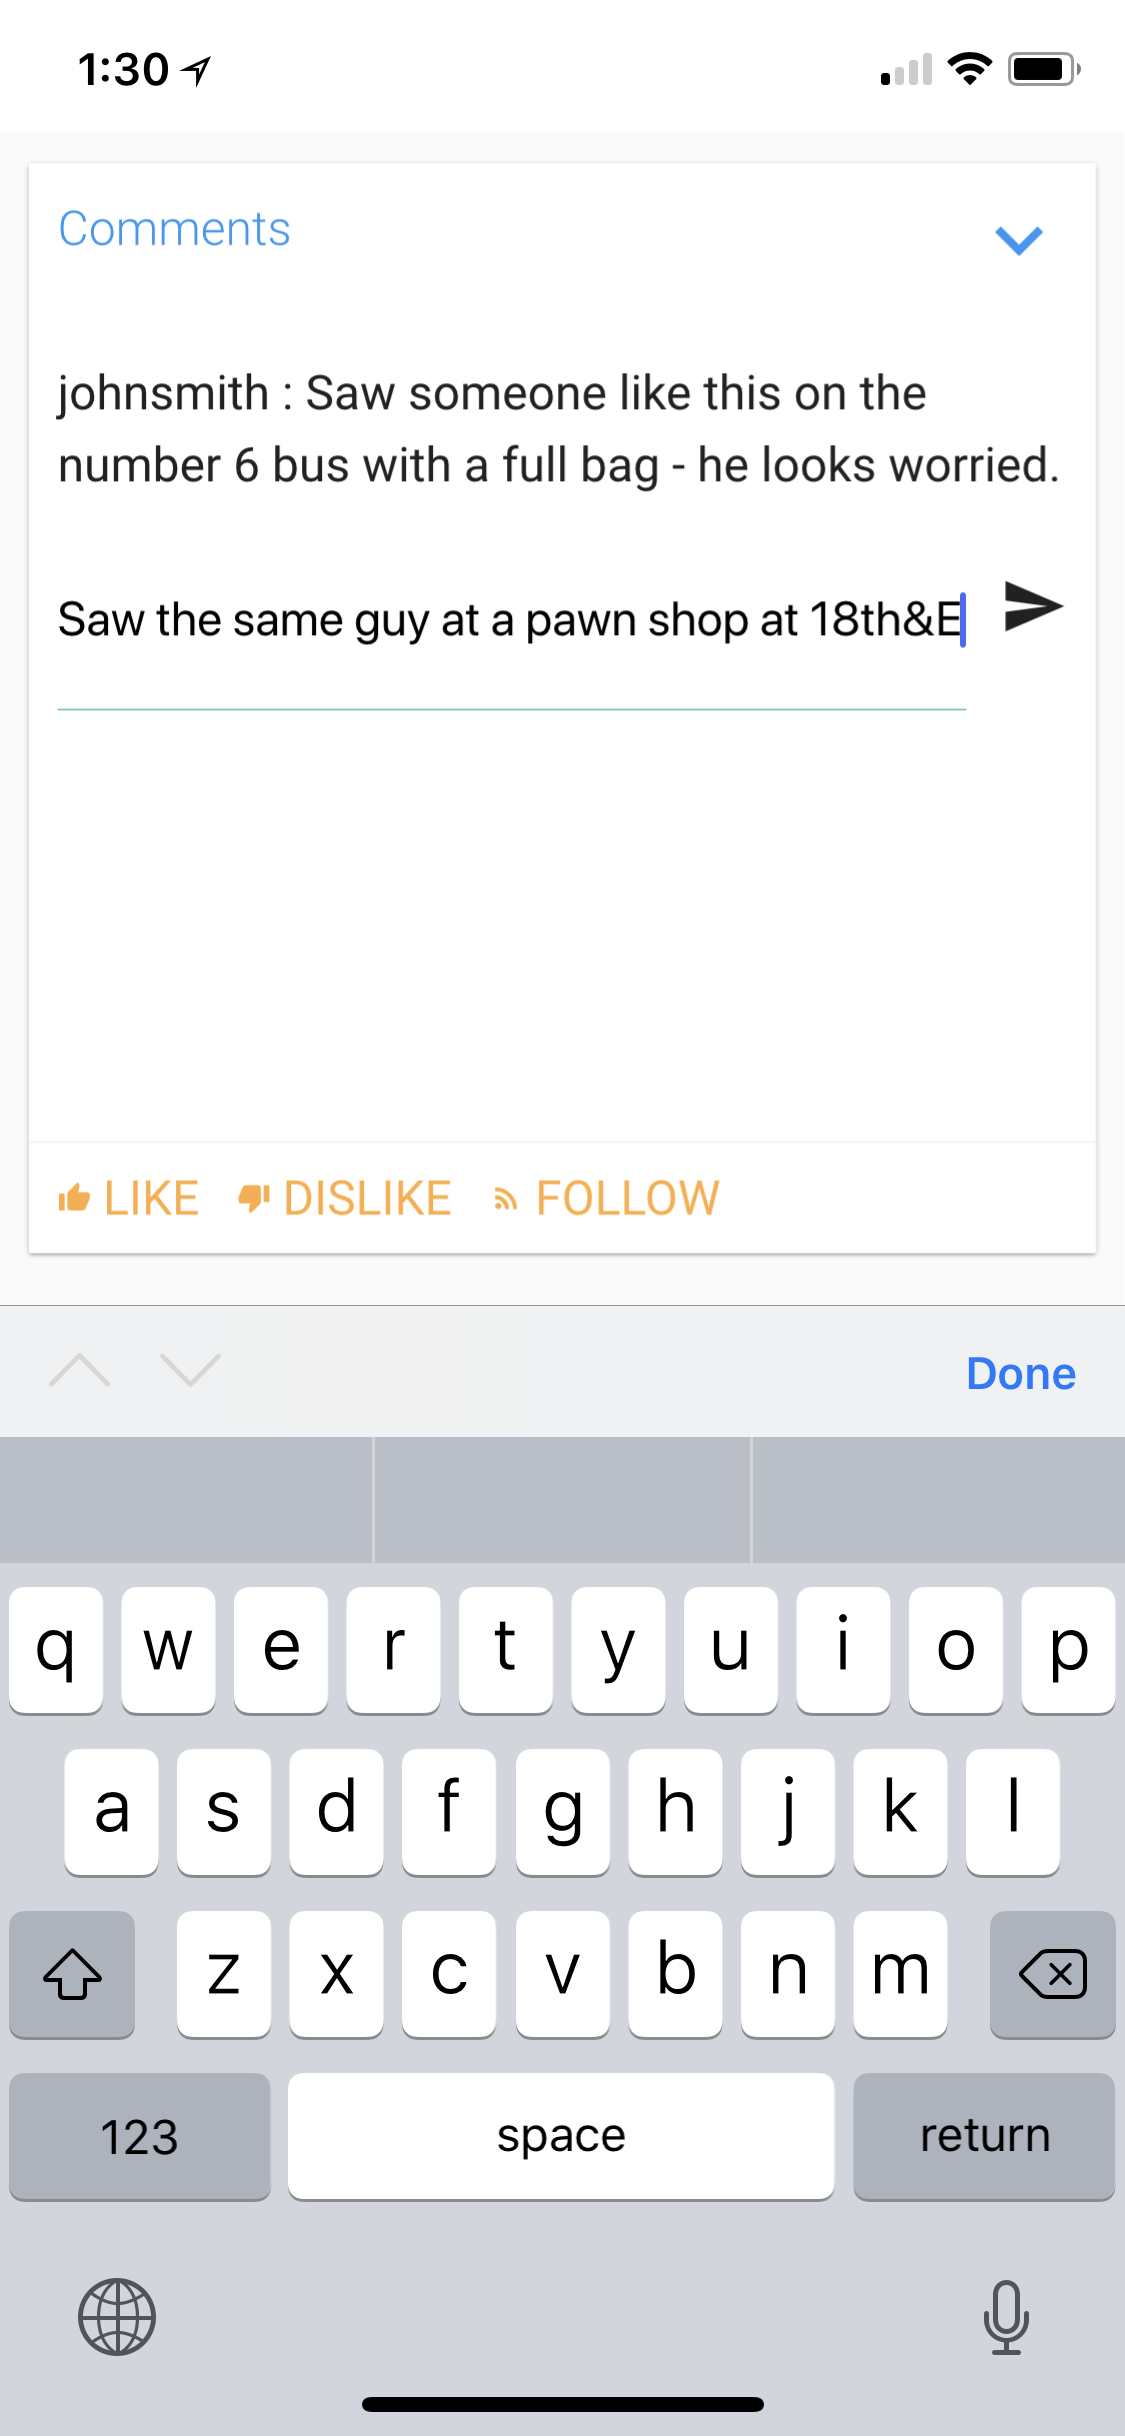 1:30
Comments
johnsmith : Saw someone like this on the
number 6 bus with a full bag - he looks worried.
Saw the same guy at a pawn shop at 18th&E
LIKE DISLIKE FOLLOW
Done
q w e r t y u i o p
a s d f g h j k l
z x c v b n m
123 space return